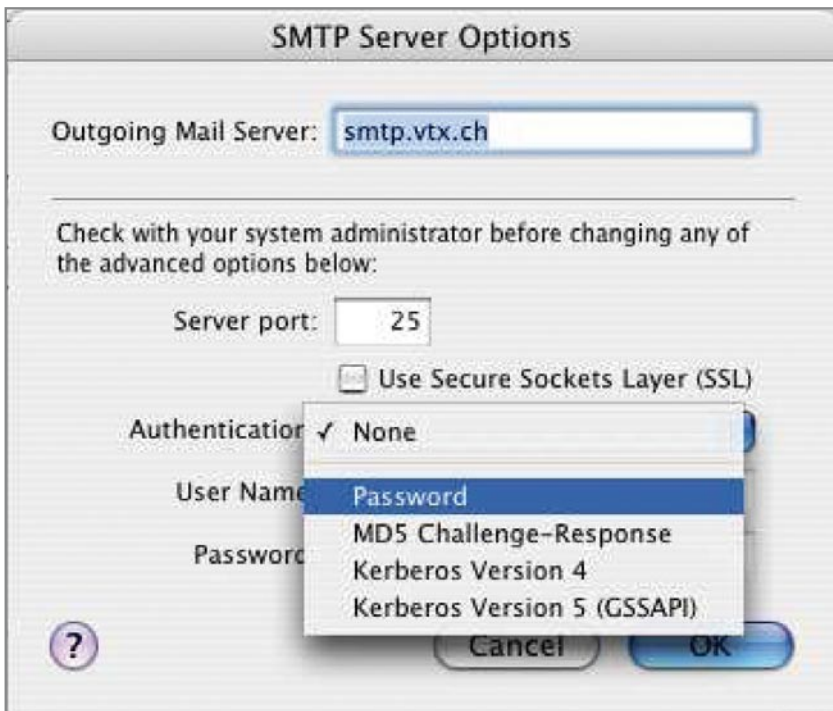 SMTP Server Options
Outgoing Mail Server: smtp.vtx.ch
Check with your system administrator before changing any of
the advanced options below:
Server port: 25
Use Secure Sockets Layer (SSL)
Authentication ✓ None
User Name Password
MD5 Challenge-Response
Password Kerberos Version 4
Kerberos Version 5 (GSSAPI)
? Cancel OK